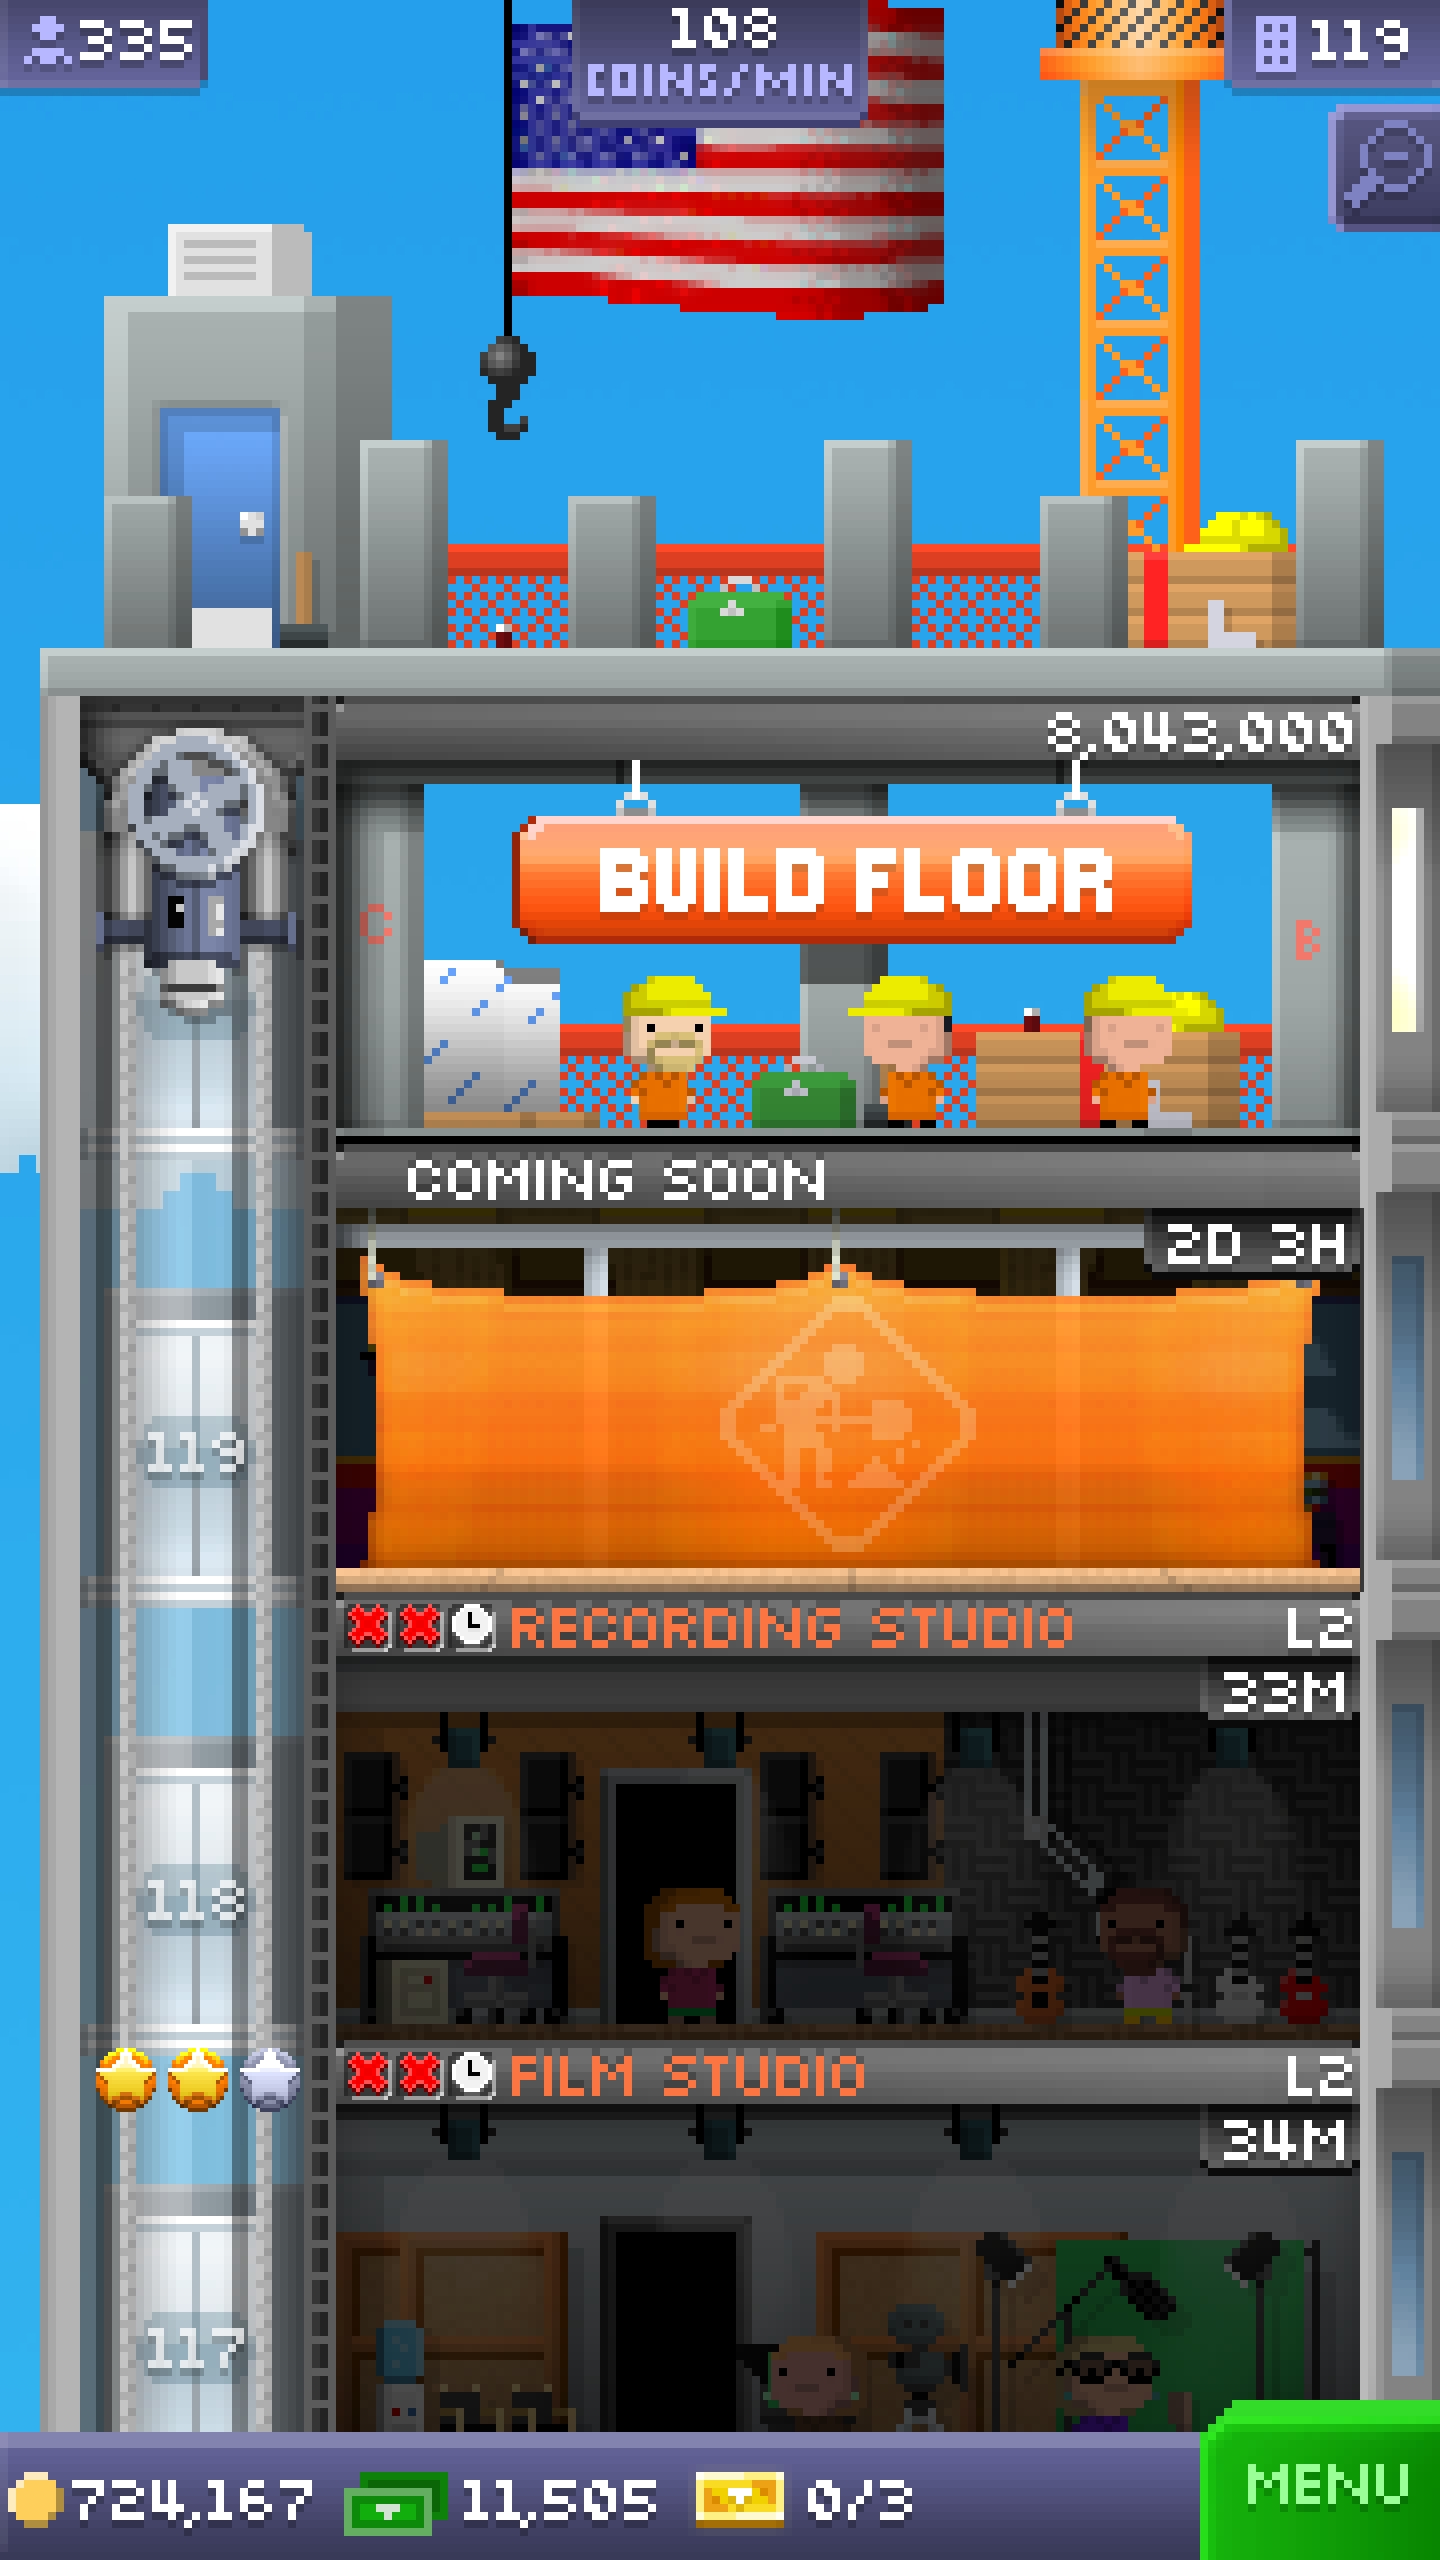 335
108
COINS/MIN
119
8,043,000
BUILD FLOOR
C
B
COMING SOON
2D 3H
119
RECORDING STUDIO
L2
33M
118
FILM STUDIO
L2
34M
117
724,167
11,505
0/3
MENU